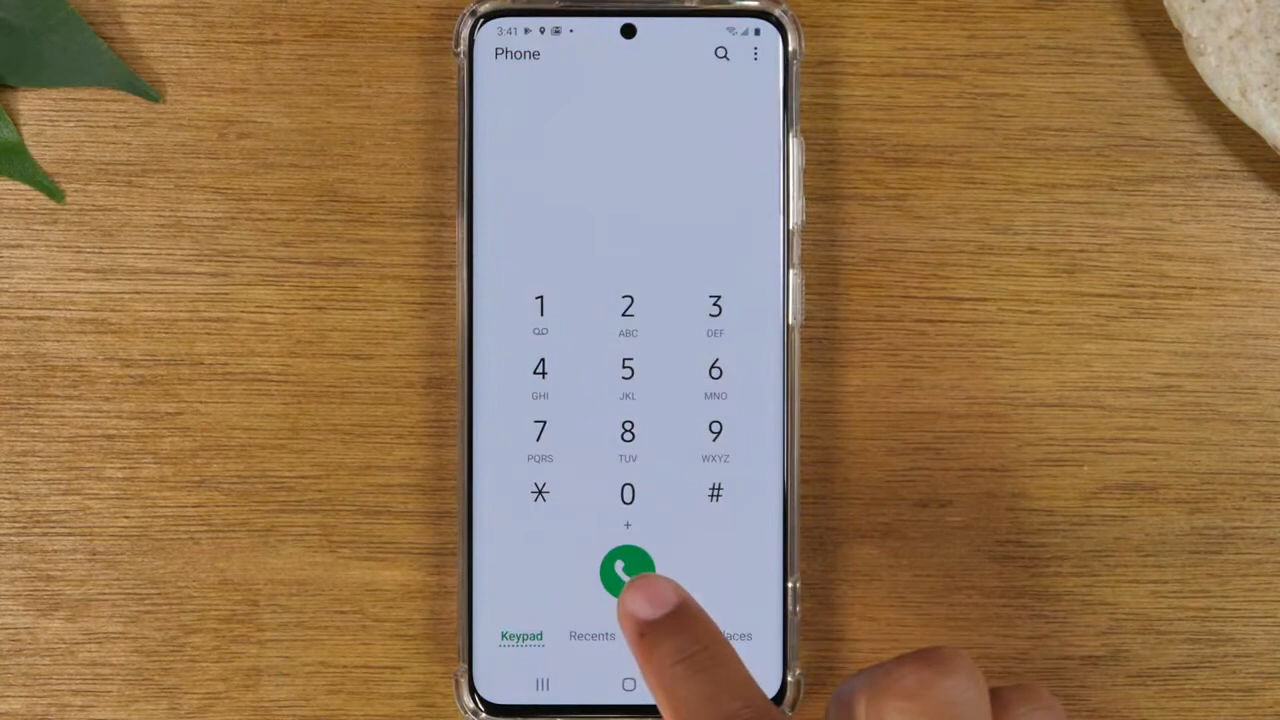 3:41
Phone
1 2 3
ABC DEF
4 5 6
GHI JKL MNO
7 8 9
PQRS TUV WXYZ
* 0 #
+
Keypad Recents